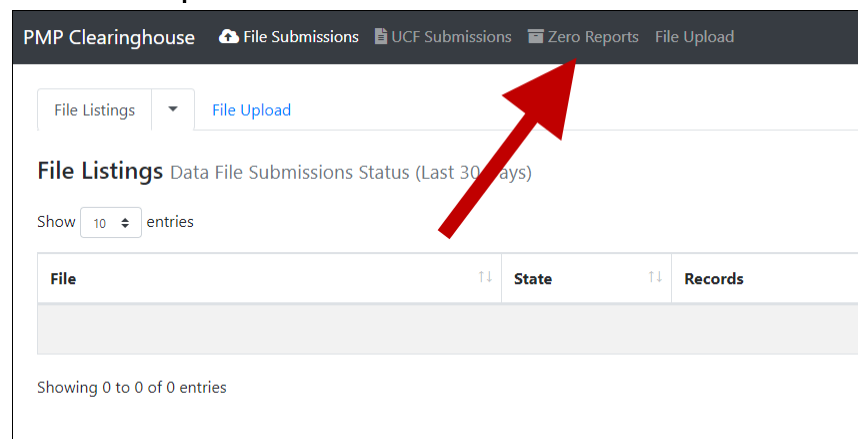 PMP Clearinghouse File Submissions UCF Submissions Zero Reports File Upload
File Listings File Upload
File Listings Data File Submissions Status (Last 30 ays)
Show 10 entries
File State Records
Showing 0 to 0 of 0 entries